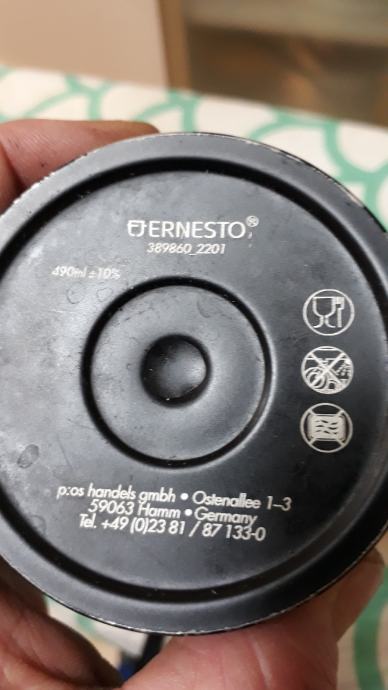 ERNESTO®
389860_2201
490ml ±10%
p:os handels gmbh • Ostenallee 1–3
59063 Hamm • Germany
Tel. +49 (0)23 81 / 87 133-0